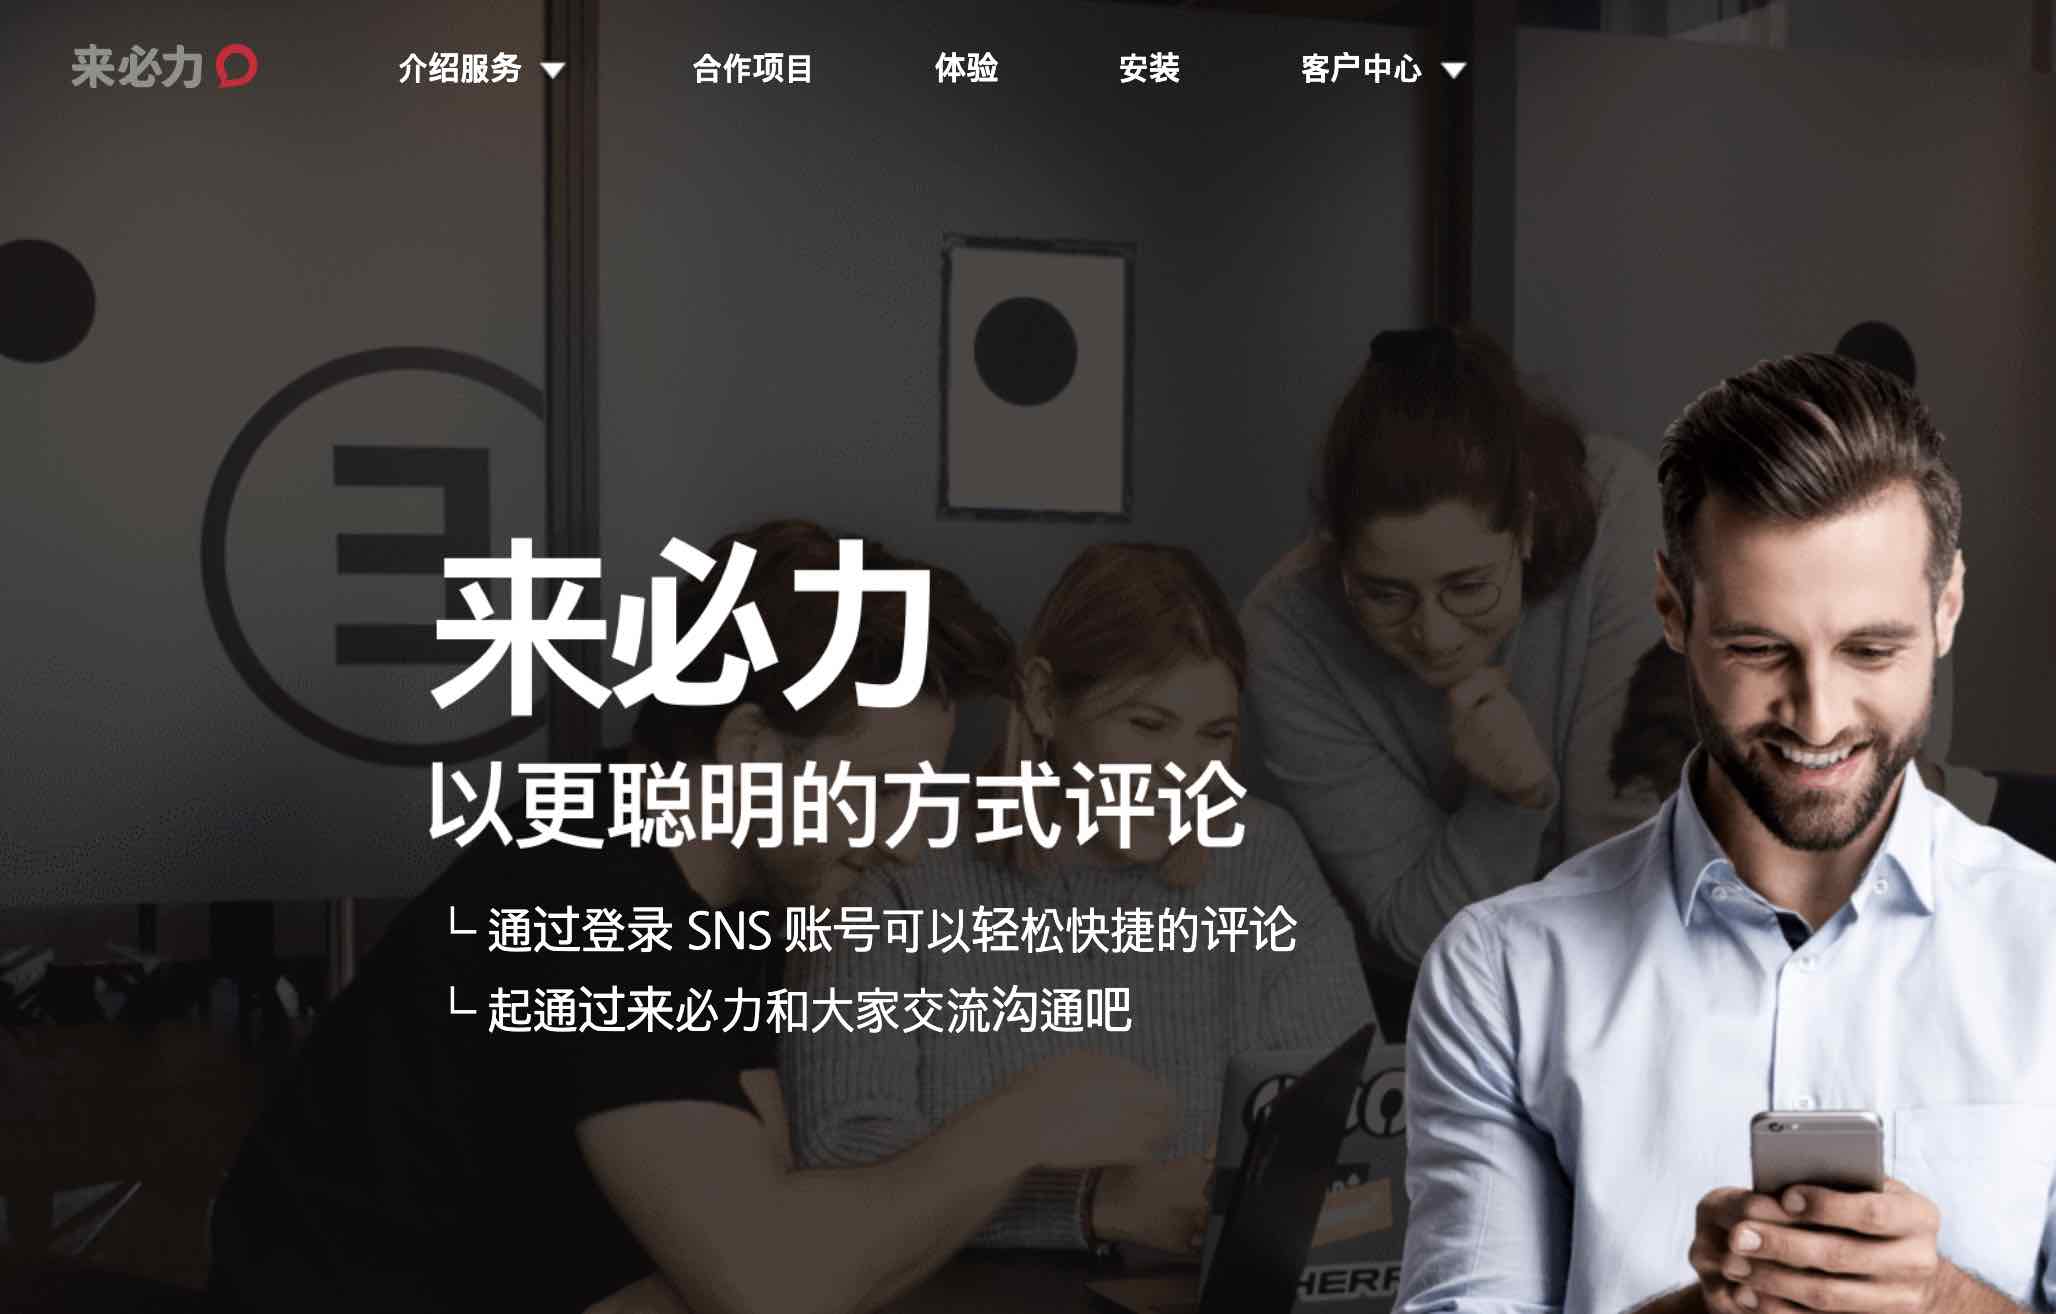 来必力
介绍服务 合作项目 体验 安装 客户中心
来必力
以更聪明的方式评论
└ 通过登录 SNS 账号可以轻松快捷的评论
└ 起通过来必力和大家交流沟通吧